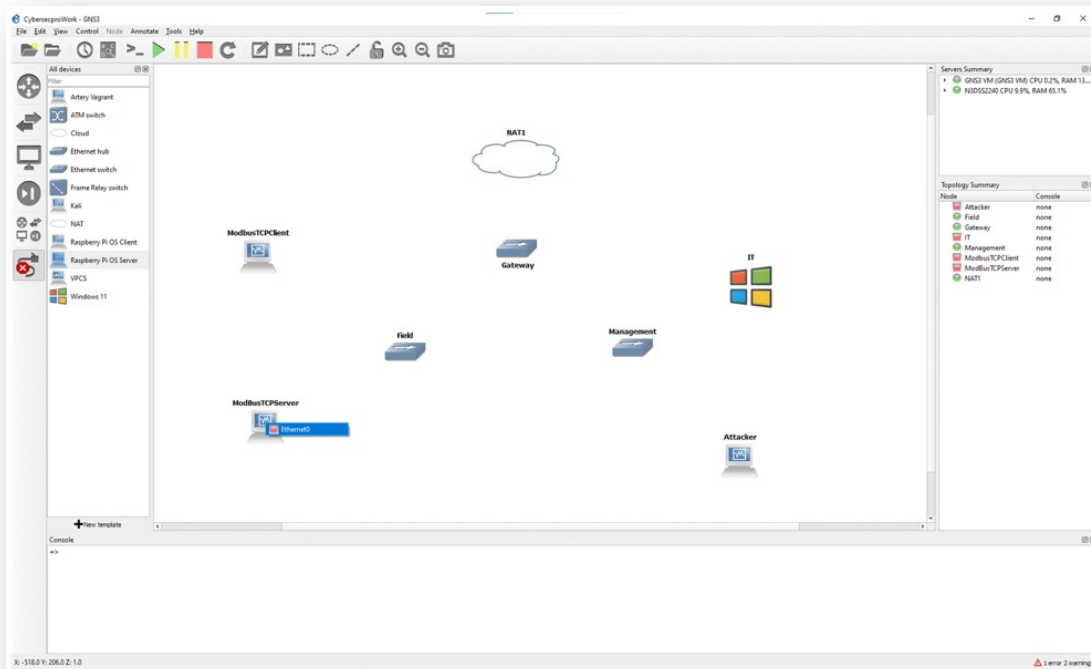 CybersecproWork - GNS3
File Edit View Control Node Annotate Tools Help
All devices
Filter
Artery Vagrant
ATM switch
Cloud
Ethernet hub
Ethernet switch
Frame Relay switch
Kali
NAT
Raspberry Pi OS Client
Raspberry Pi OS Server
VPCS
Windows 11
New template
NAT1
ModbusTCPClient
Gateway
IT
Field
Management
ModBusTCPServer
Ethernet0
Attacker
Servers Summary
GNS3 VM (GNS3 VM) CPU 0.2%, RAM 13...
N3DSS2240 CPU 9.9%, RAM 65.1%
Topology Summary
Node Console
Attacker none
Field none
Gateway none
IT none
Management none
ModbusTCPClient none
ModBusTCPServer none
NAT1 none
Console
=>
X: -518.0 Y: 206.0 Z: 1.0
1 error 2 warning